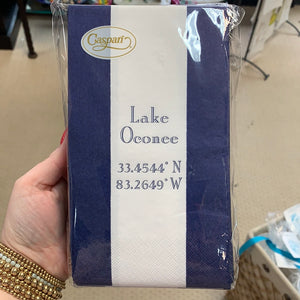 Caspari
Lake
Oconee
33.4544° N
83.2649° W